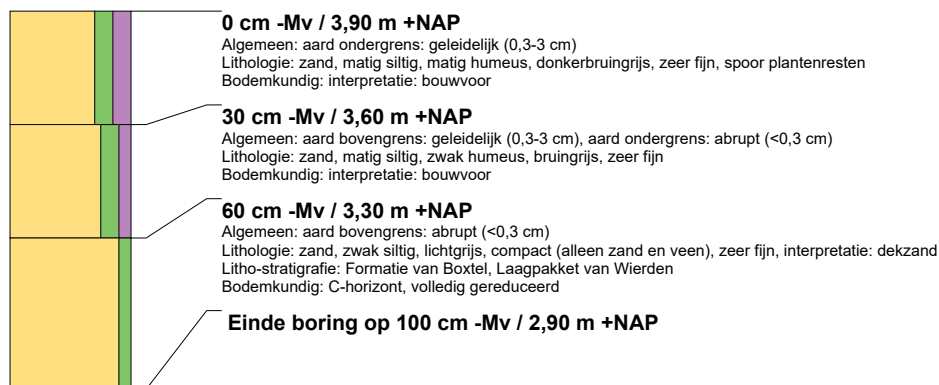 0 cm -Mv / 3,90 m +NAP
Algemeen: aard ondergrens: geleidelijk (0,3-3 cm)
Lithologie: zand, matig siltig, matig humeus, donkerbruingrijs, zeer fijn, spoor plantenresten
Bodemkundig: interpretatie: bouwvoor
30 cm -Mv / 3,60 m +NAP
Algemeen: aard bovengrens: geleidelijk (0,3-3 cm), aard ondergrens: abrupt (<0,3 cm)
Lithologie: zand, matig siltig, zwak humeus, bruingrijs, zeer fijn
Bodemkundig: interpretatie: bouwvoor
60 cm -Mv / 3,30 m +NAP
Algemeen: aard bovengrens: abrupt (<0,3 cm)
Lithologie: zand, zwak siltig, lichtgrijs, compact (alleen zand en veen), zeer fijn, interpretatie: dekzand
Litho-stratigrafie: Formatie van Boxtel, Laagpakket van Wierden
Bodemkundig: C-horizont, volledig gereduceerd
Einde boring op 100 cm -Mv / 2,90 m +NAP